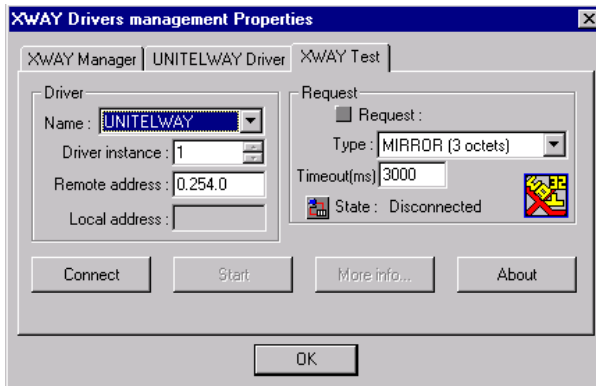 XWAY Drivers management Properties
XWAY Manager
UNITELWAY Driver
XWAY Test
Driver
Name : UNITELWAY
Driver instance : 1
Remote address : 0.254.0
Local address :
Request
Request :
Type : MIRROR (3 octets)
Timeout(ms) 3000
State : Disconnected
Connect
Start
More info...
About
OK